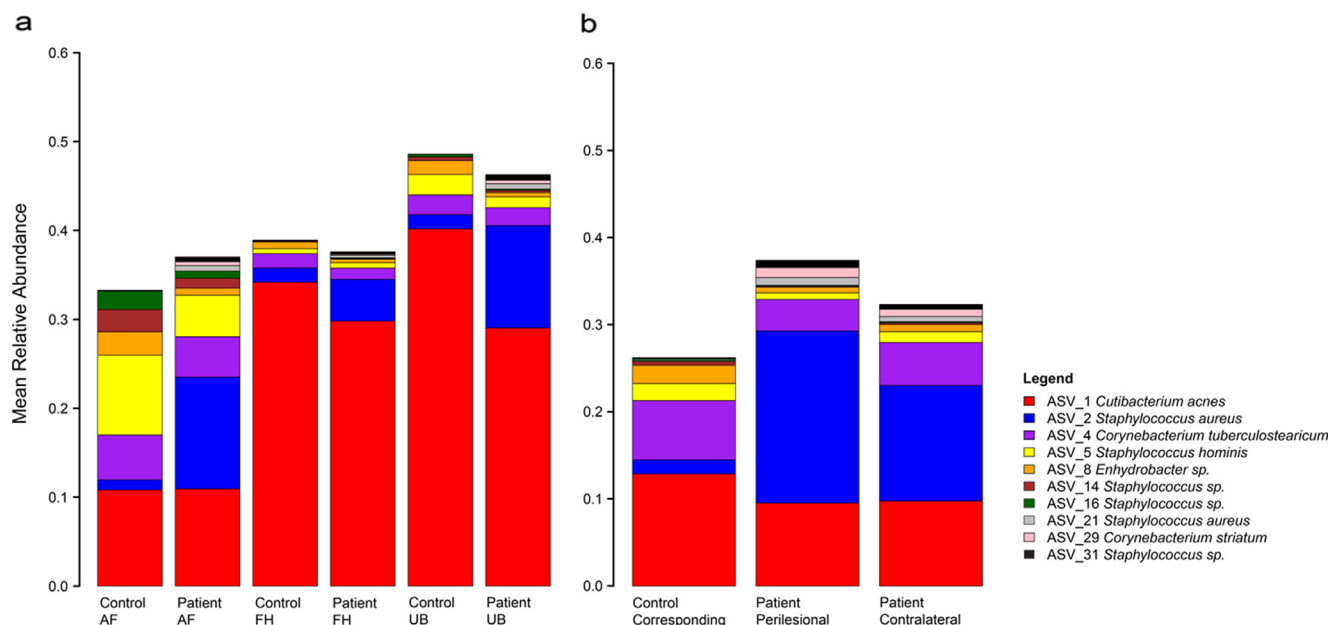 a
b
Mean Relative Abundance
0.6
0.5
0.4
0.3
0.2
0.1
0.0
Control
AF
Patient
AF
Control
FH
Patient
FH
Control
UB
Patient
UB
0.6
0.5
0.4
0.3
0.2
0.1
0.0
Control
Corresponding
Patient
Perilesional
Patient
Contralateral
Legend
ASV_1 Cutibacterium acnes
ASV_2 Staphylococcus aureus
ASV_4 Corynebacterium tuberculostearicum
ASV_5 Staphylococcus hominis
ASV_8 Enhydrobacter sp.
ASV_14 Staphylococcus sp.
ASV_16 Staphylococcus sp.
ASV_21 Staphylococcus aureus
ASV_29 Corynebacterium striatum
ASV_31 Staphylococcus sp.